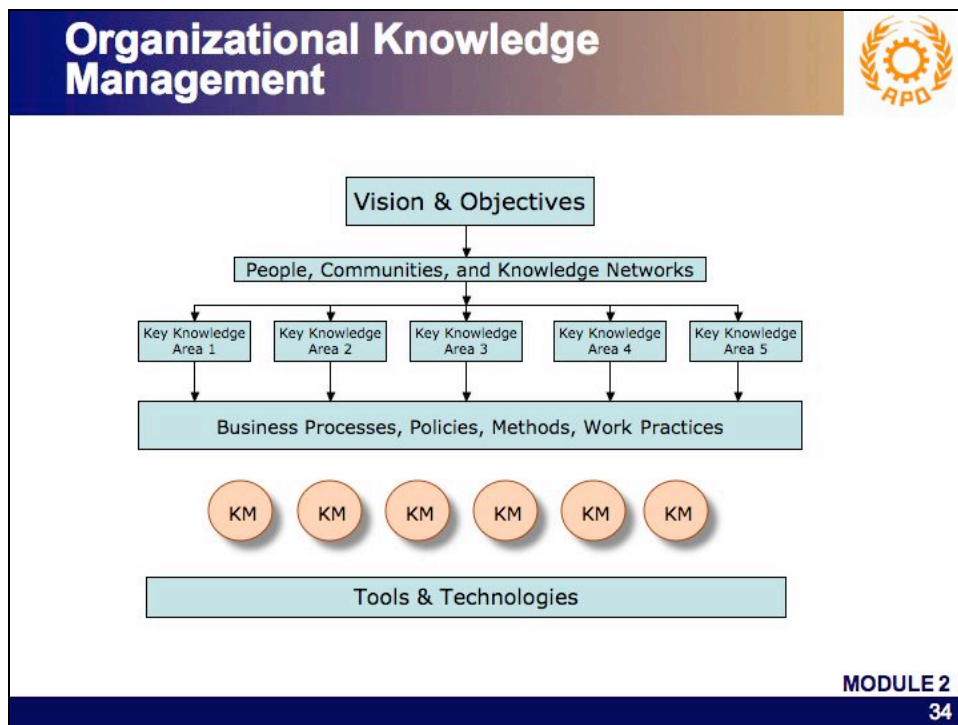 Organizational Knowledge
Management
APO
Vision & Objectives
People, Communities, and Knowledge Networks
Key Knowledge
Area 1
Key Knowledge
Area 2
Key Knowledge
Area 3
Key Knowledge
Area 4
Key Knowledge
Area 5
Business Processes, Policies, Methods, Work Practices
KM
KM
KM
KM
KM
KM
Tools & Technologies
MODULE 2
34